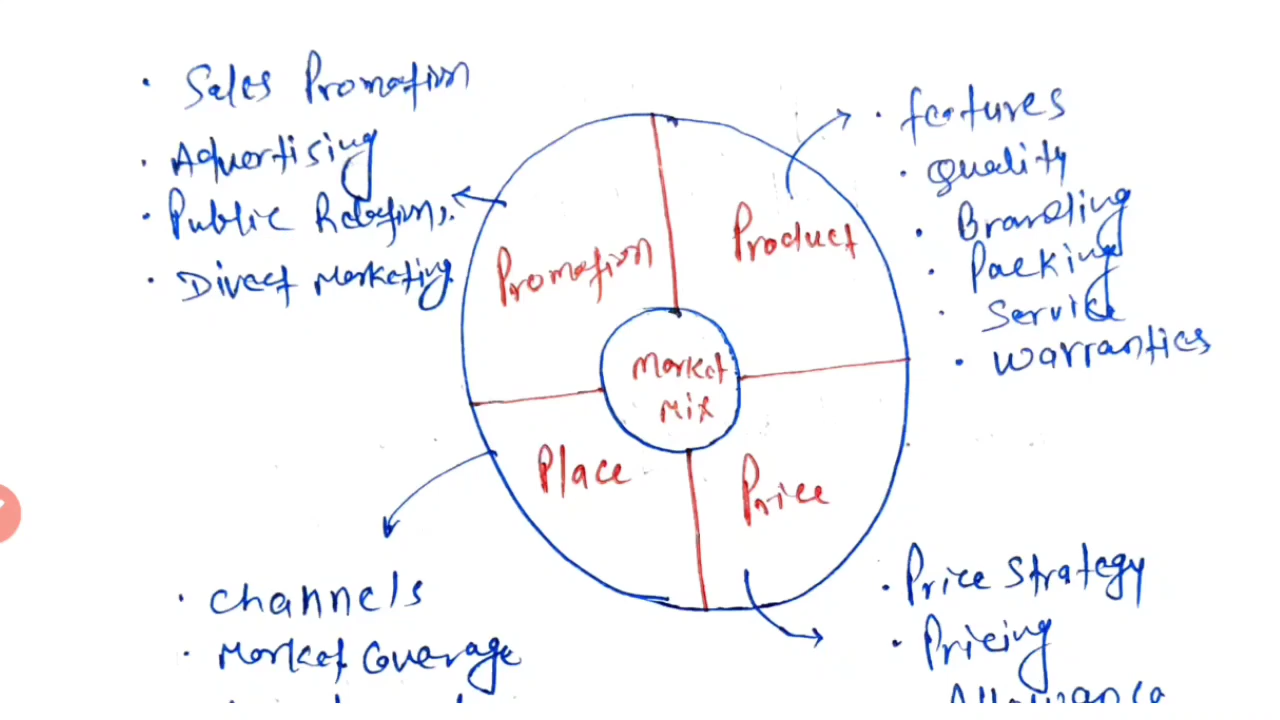 Sales Promotion
Advertising
Public Relations.
Direct Marketing
features
Quality
Branding
Packing
Service
Warranties
Promotion
Product
Market
Mix
Place
Price
Channels
Market Coverage
Price Strategy
Pricing
Allowance